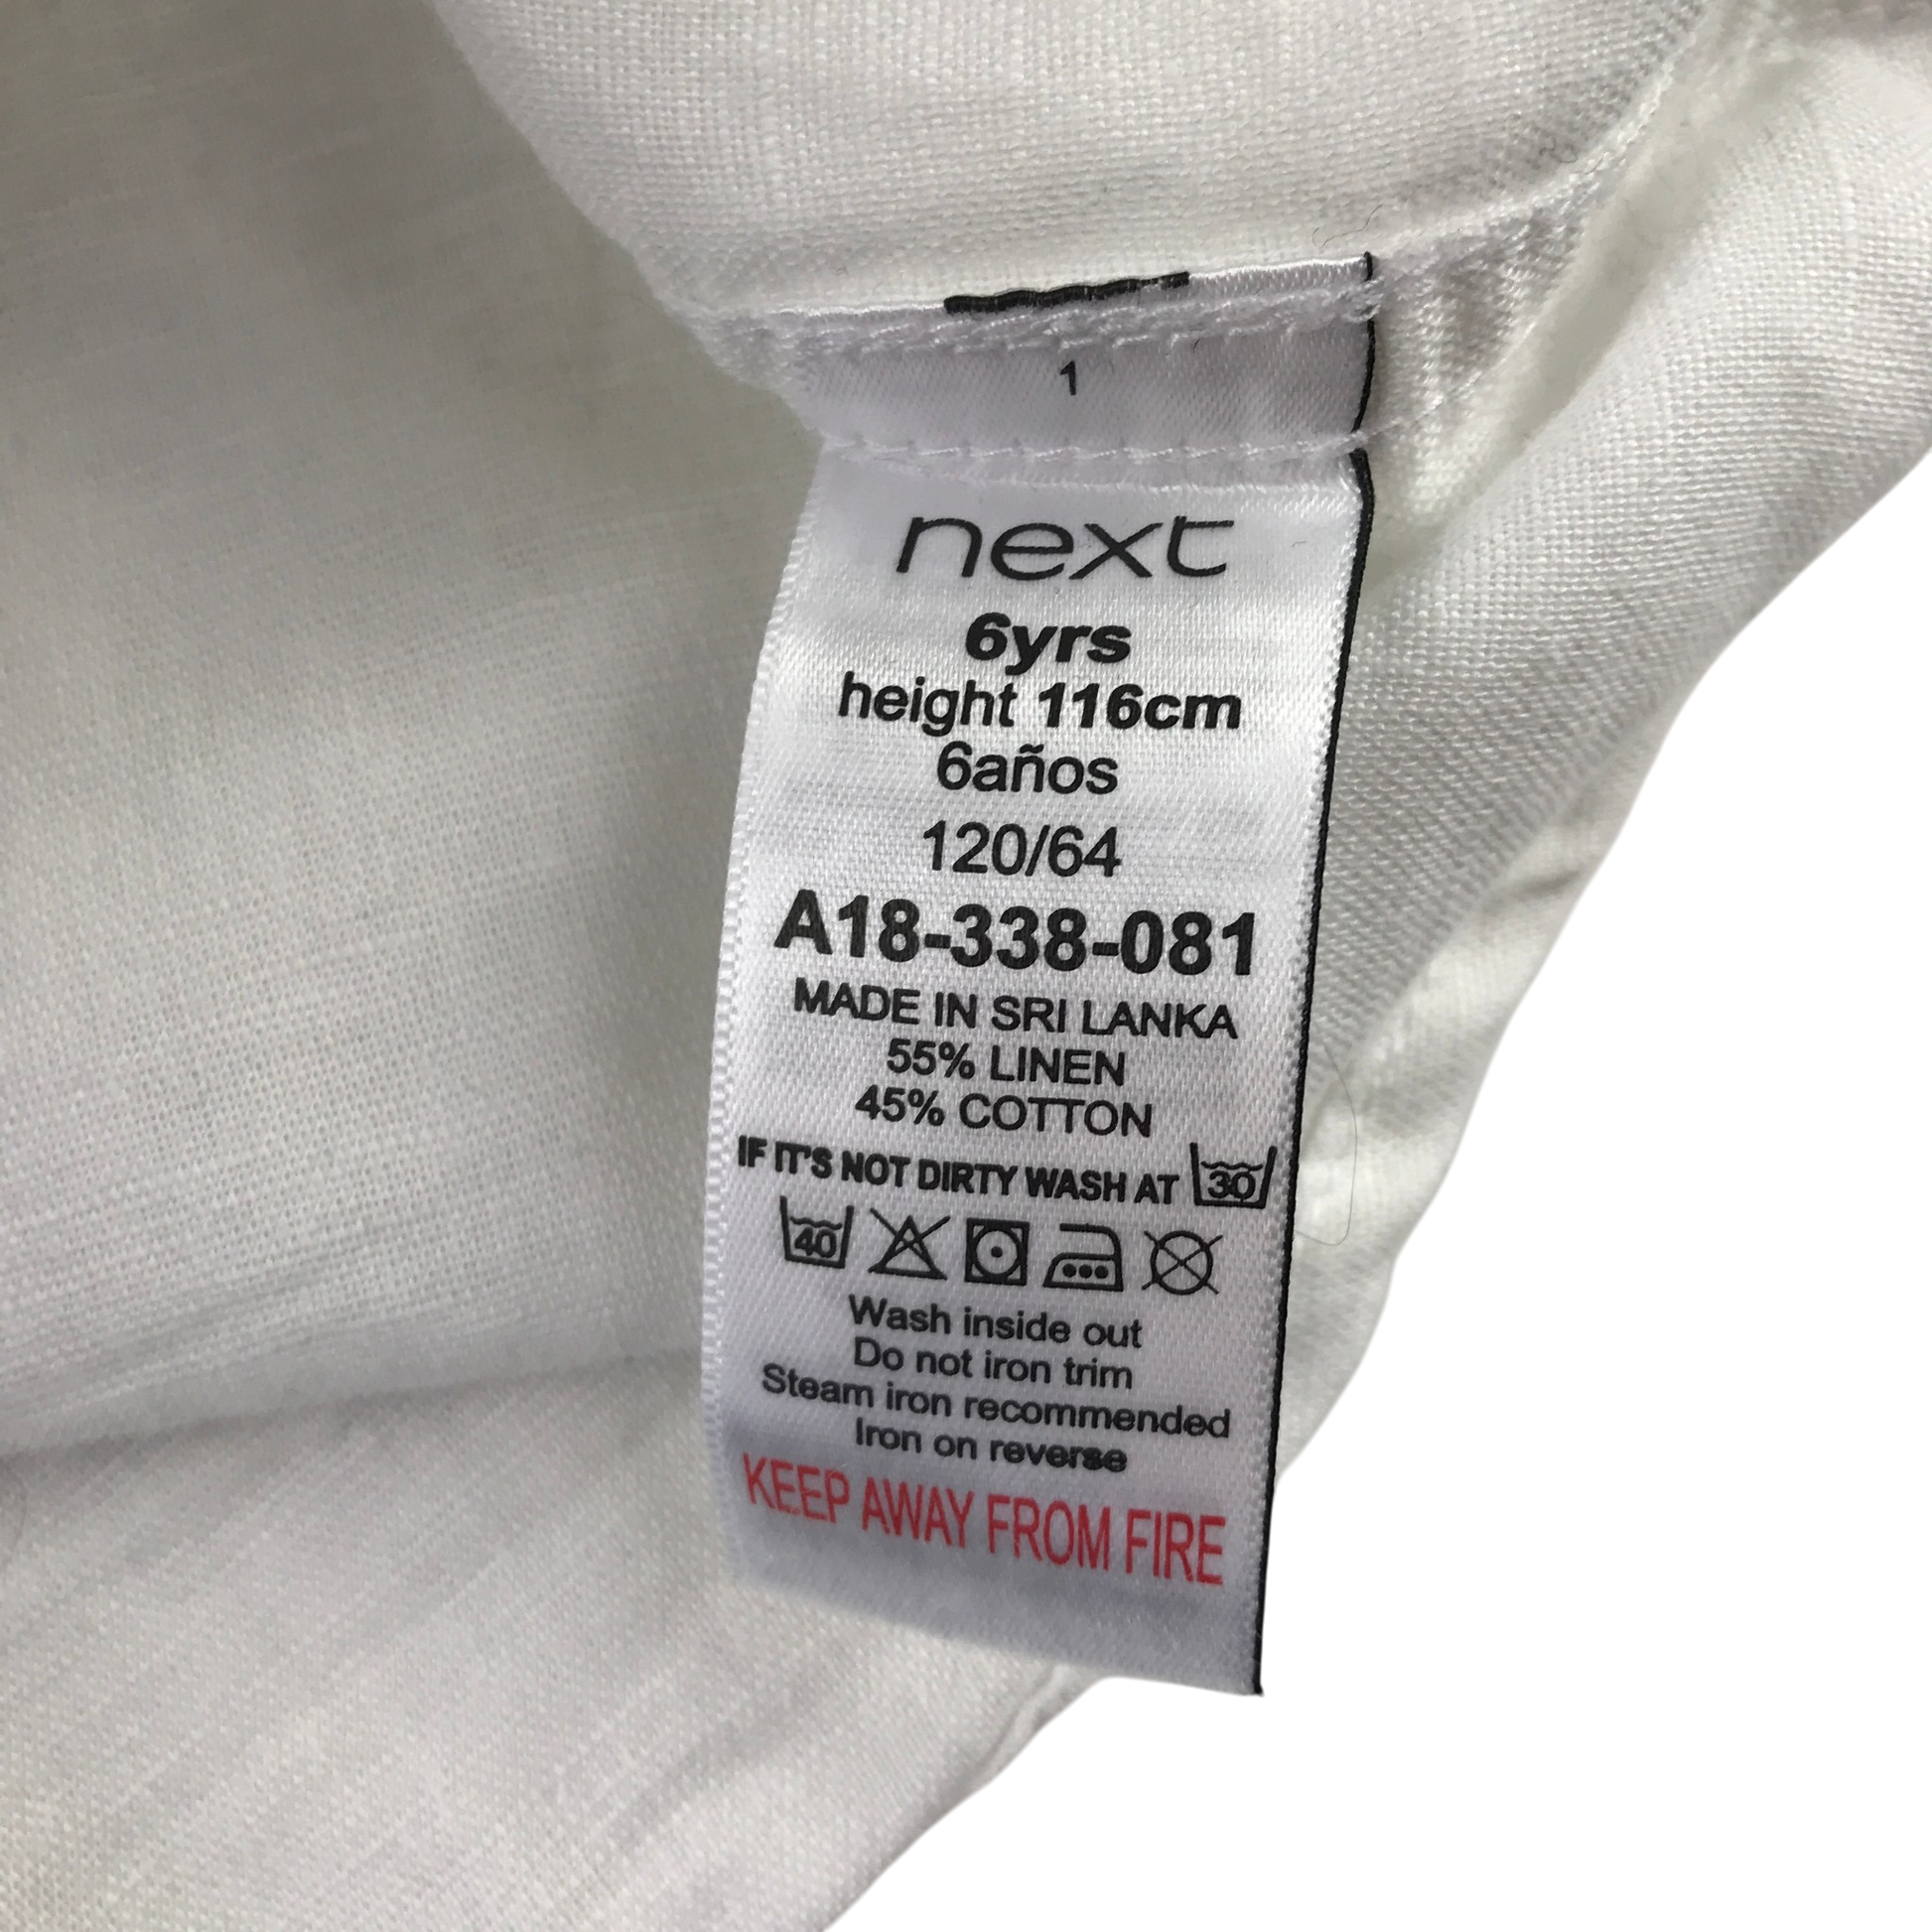 1
next
6yrs
height 116cm
6años
120/64
A18-338-081
MADE IN SRI LANKA
55% LINEN
45% COTTON
IF IT'S NOT DIRTY WASH AT 30
40
Wash inside out
Do not iron trim
Steam iron recommended
Iron on reverse
KEEP AWAY FROM FIRE